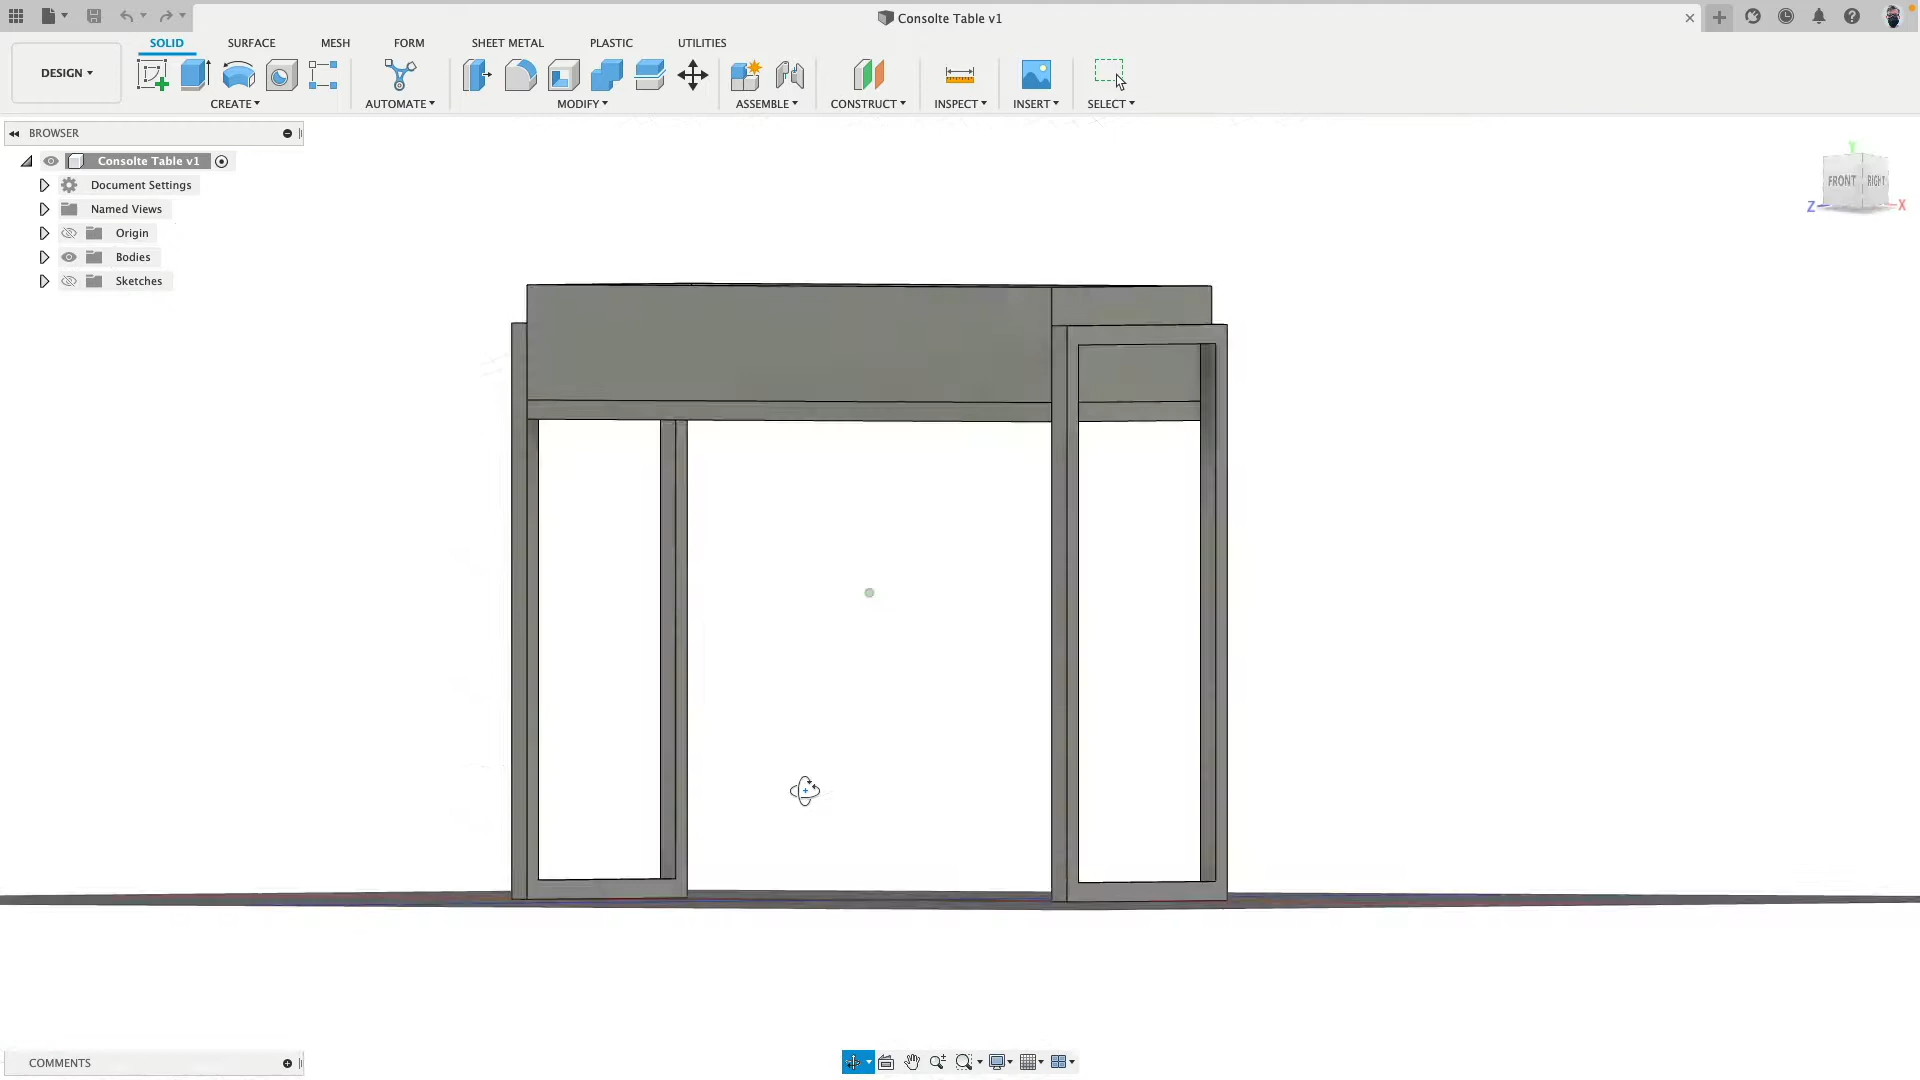 Consolte Table v1
SOLID SURFACE MESH FORM SHEET METAL PLASTIC UTILITIES
DESIGN
CREATE AUTOMATE MODIFY ASSEMBLE CONSTRUCT INSPECT INSERT SELECT
BROWSER
Consolte Table v1
Document Settings
Named Views
Origin
Bodies
Sketches
Y
FRONT RIGHT
Z X
COMMENTS